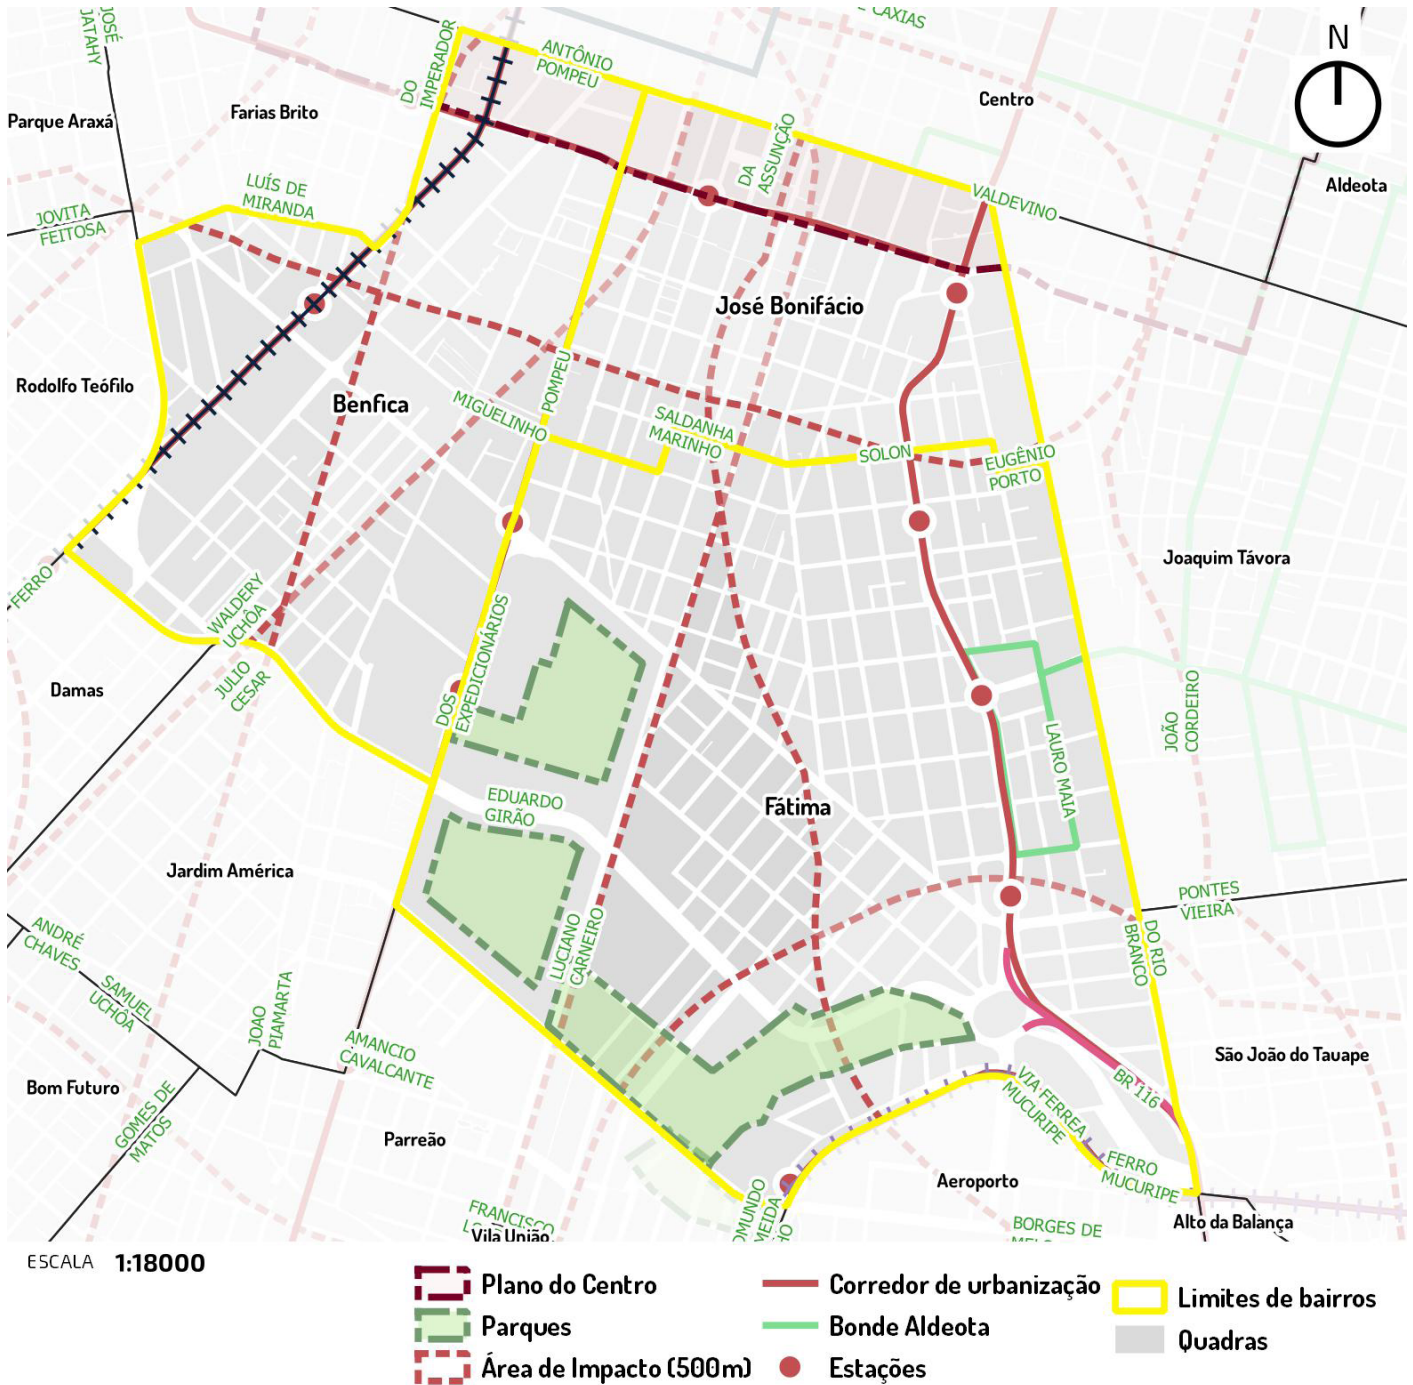 JOSÉ
JATAHY
E CAXIAS
N
DO
IMPERADOR
ANTÔNIO
POMPEU
Centro
Parque Araxá
Farias Brito
DA
ASSUNÇÃO
Aldeota
LUÍS DE
MIRANDA
VALDEVINO
JOVITA
FEITOSA
José Bonifácio
Rodolfo Teófilo
Benfica
POMPEU
MIGUELINHO
SALDANHA
MARINHO
SOLON
EUGÊNIO
PORTO
Joaquim Távora
FERRO
WALDERY
UCHÔA
DOS
EXPEDICIONÁRIOS
JULIO
CESAR
Damas
JOÃO
CORDEIRO
LAURO MAIA
EDUARDO
GIRÃO
Fátima
Jardim América
PONTES
VIEIRA
ANDRÉ
CHAVES
LUCIANO
CARNEIRO
DO RIO
BRANCO
SAMUEL
UCHÔA
JOAO
PIAMARTA
AMANCIO
CAVALCANTE
São João do Tauape
Bom Futuro
BR 116
VIA FERREA
MUCURIPE
GOMES DE
MATOS
Parreão
FERRO
MUCURIPE
Aeroporto
FRANCISCO
Vila União
BORGES DE
Alto da Balança
ESCALA 1:18000
Plano do Centro
Parques
Área de Impacto (500m)
Corredor de urbanização
Bonde Aldeota
Estações
Limites de bairros
Quadras